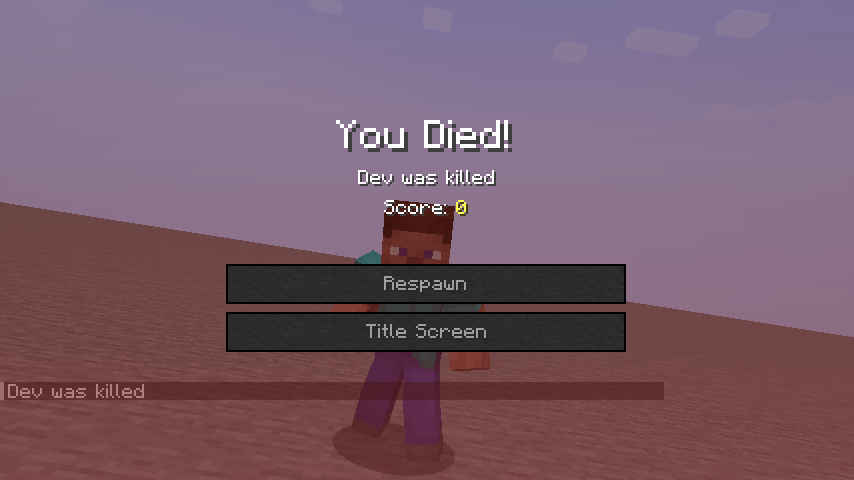 You Died!
Dev was killed
Score: 0
Respawn
Title Screen
Dev was killed